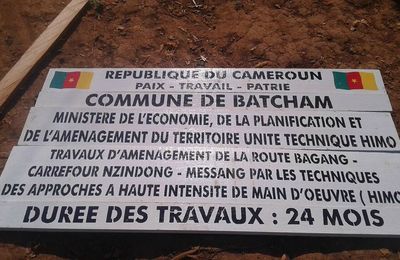 REPUBLIQUE DU CAMEROUN
PAIX - TRAVAIL - PATRIE
COMMUNE DE BATCHAM
MINISTERE DE L'ECONOMIE, DE LA PLANIFICATION ET
DE L'AMENAGEMENT DU TERRITOIRE UNITE TECHNIQUE HIMO
TRAVAUX D'AMENAGEMENT DE LA ROUTE BAGANG -
CARREFOUR NZINDONG - MESSANG PAR LES TECHNIQUES
DES APPROCHES A HAUTE INTENSITE DE MAIN D'OEUVRE ( HIMO
DUREE DES TRAVAUX : 24 MOIS